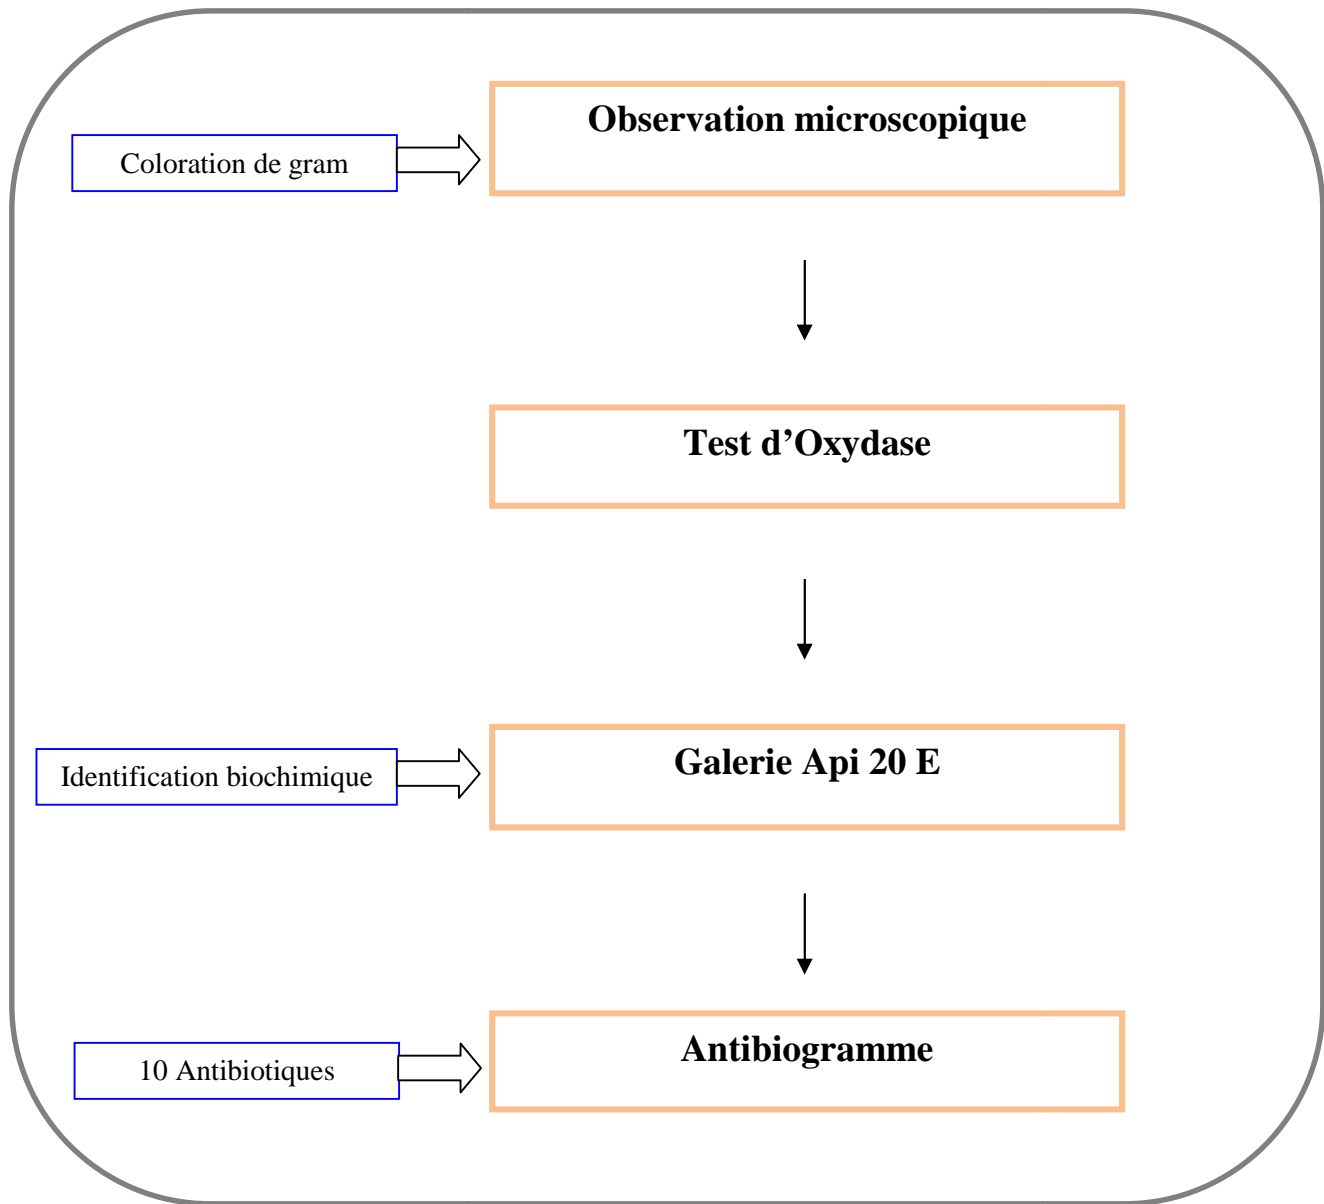 Observation microscopique
Coloration de gram
Test d’Oxydase
Galerie Api 20 E
Identification biochimique
Antibiogramme
10 Antibiotiques